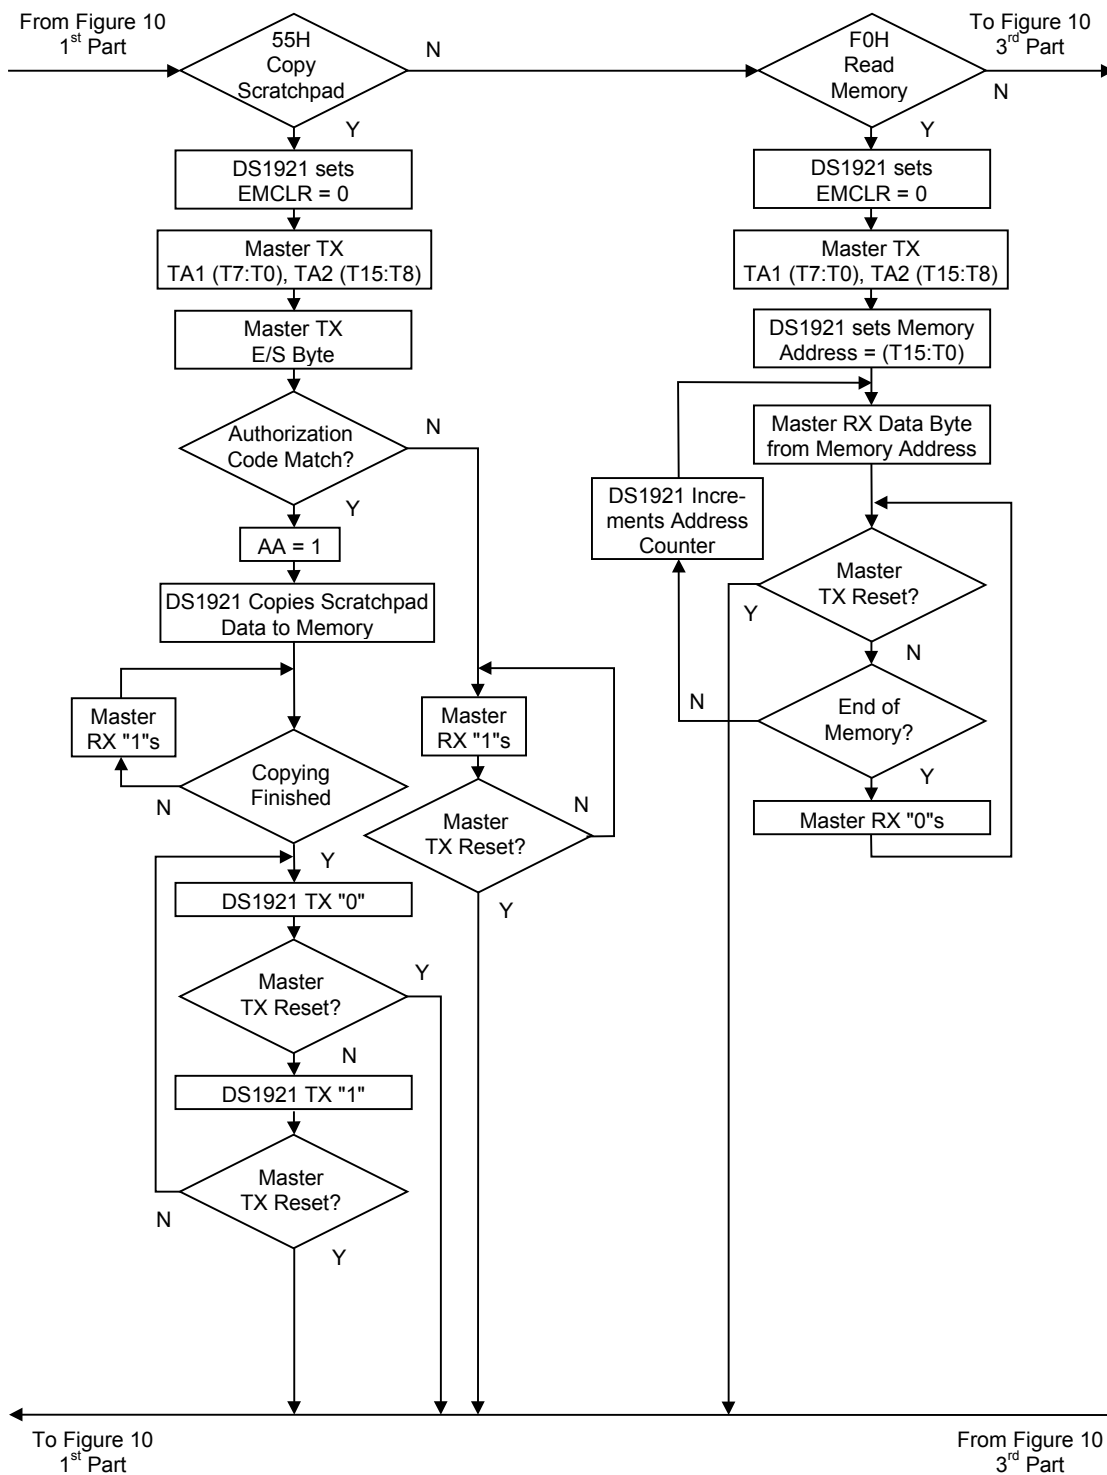 From Figure 10
1st Part
55H
Copy
Scratchpad
N
Y
DS1921 sets
EMCLR = 0
Master TX
TA1 (T7:T0), TA2 (T15:T8)
Master TX
E/S Byte
Authorization
Code Match?
N
Y
AA = 1
DS1921 Copies Scratchpad
Data to Memory
Master
RX "1"s
Copying
Finished
N
Y
DS1921 TX "0"
Master
TX Reset?
Y
N
DS1921 TX "1"
Master
TX Reset?
N
Y
Master
RX "1"s
Master
TX Reset?
N
Y
F0H
Read
Memory
To Figure 10
3rd Part
N
Y
DS1921 sets
EMCLR = 0
Master TX
TA1 (T7:T0), TA2 (T15:T8)
DS1921 sets Memory
Address = (T15:T0)
Master RX Data Byte
from Memory Address
DS1921 Incre-
ments Address
Counter
Master
TX Reset?
Y
N
End of
Memory?
N
Y
Master RX "0"s
To Figure 10
1st Part
From Figure 10
3rd Part